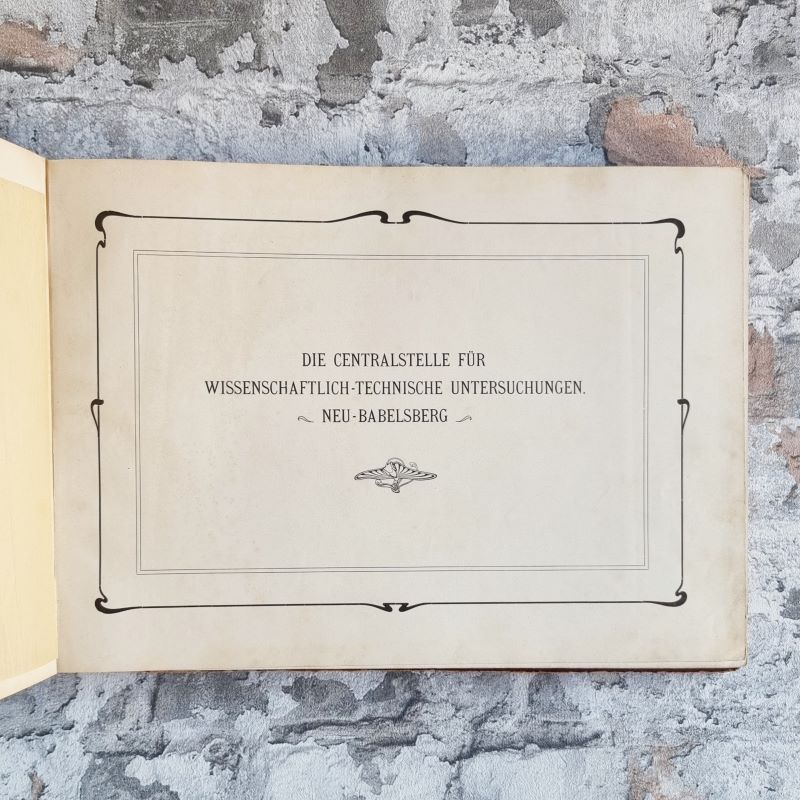 DIE CENTRALSTELLE FÜR
WISSENSCHAFTLICH-TECHNISCHE UNTERSUCHUNGEN.
NEU-BABELSBERG